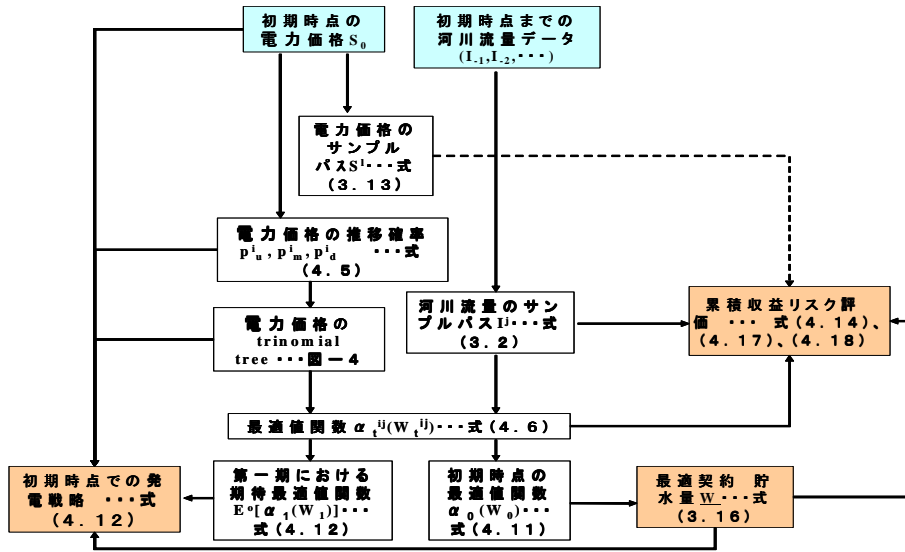 初期時点の
電力価格S₀
初期時点までの
河川流量データ
(I₋₁,I₋₂,・・・)
電力価格の
サンプル
パスSˡ・・・式
(3.13)
電力価格の推移確率
pⁱᵤ, pⁱₘ, pⁱ_d ・・・式
(4.5)
電力価格の
trinomial
tree ・・・図ー4
河川流量のサン
プルパスIʲ・・・式
(3.2)
累積収益リスク評
価 ・・・ 式(4.14)、
(4.17)、(4.18)
最適値関数αₜⁱʲ(Wₜⁱʲ)・・・式(4.6)
初期時点での発
電戦略 ・・・式
(4.12)
第一期における
期待最適値関数
E⁰[α₁(W₁)]・・・
式(4.12)
初期時点の
最適値関数
α₀(W₀)・・・
式(4.11)
最適契約 貯
水量W・・・式
(3.16)